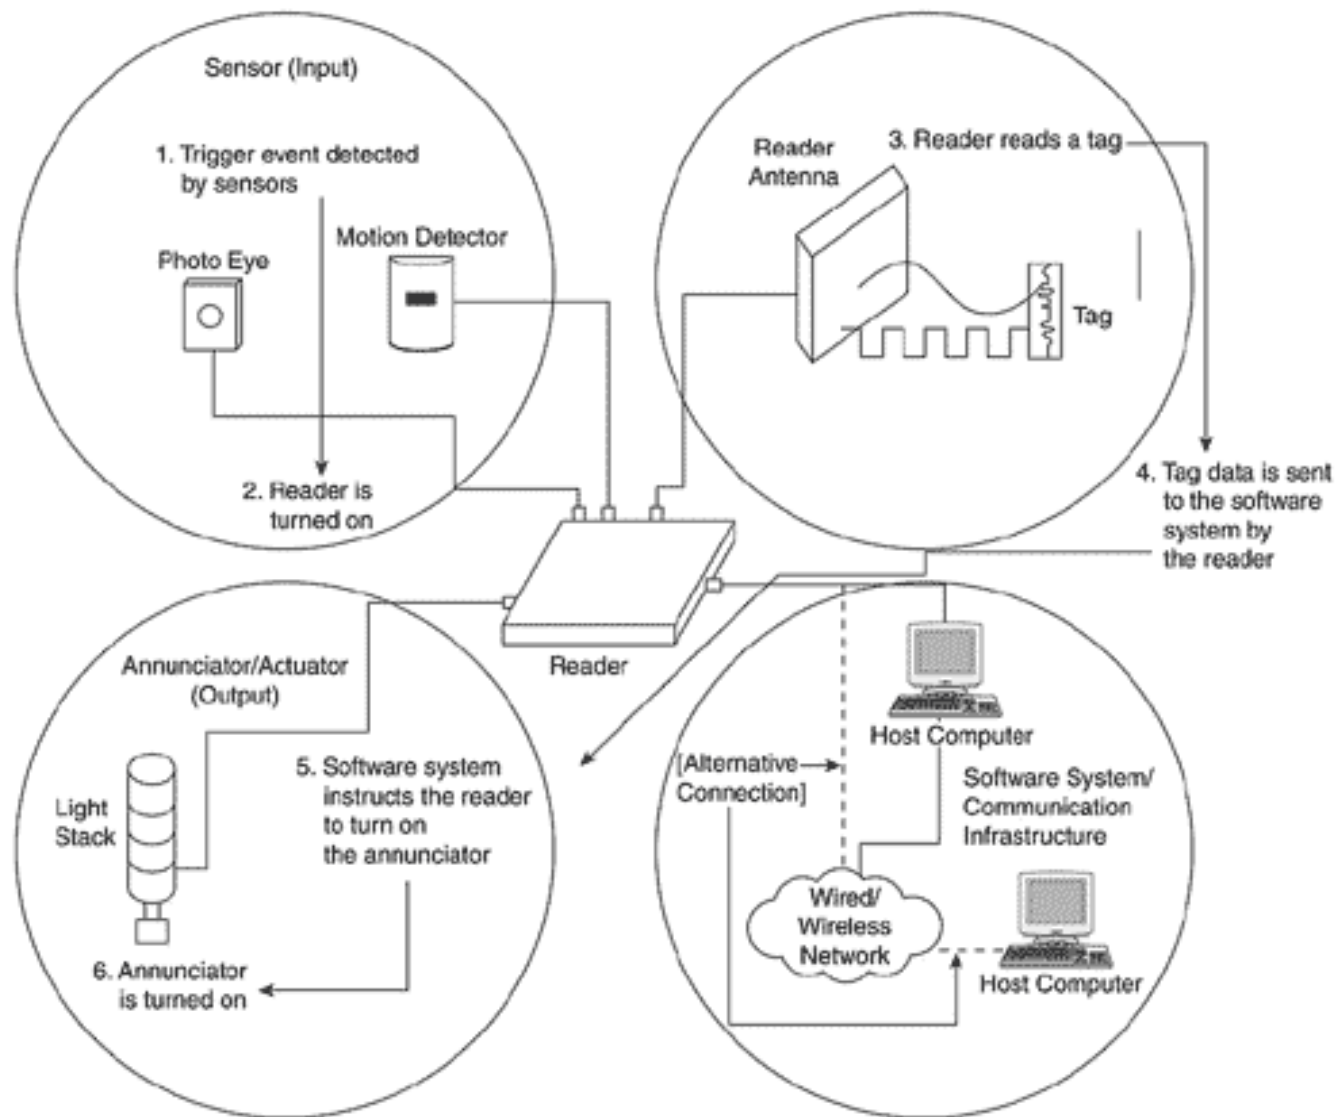 Sensor (Input)
1. Trigger event detected
by sensors
Photo Eye
Motion Detector
2. Reader is
turned on
Reader
Antenna
3. Reader reads a tag
Tag
4. Tag data is sent
to the software
system by
the reader
Reader
Annunciator/Actuator
(Output)
Light
Stack
5. Software system
instructs the reader
to turn on
the annunciator
6. Annunciator
is turned on
Host Computer
[Alternative
Connection]
Software System/
Communication
Infrastructure
Wired/
Wireless
Network
Host Computer